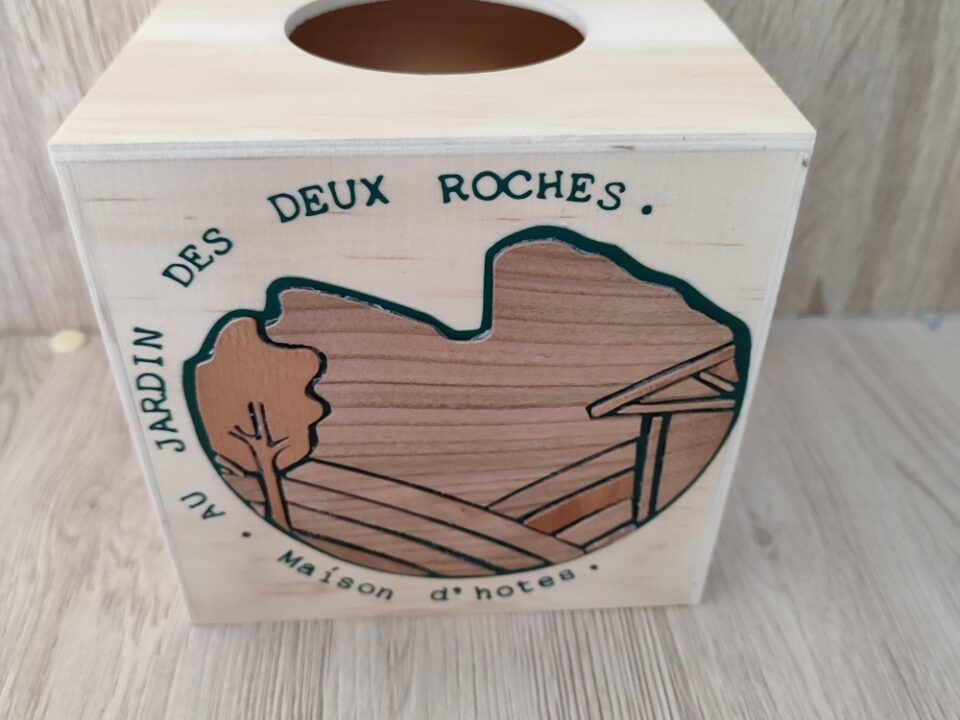 . AU JARDIN DES DEUX ROCHES.
Maison d'hotes.